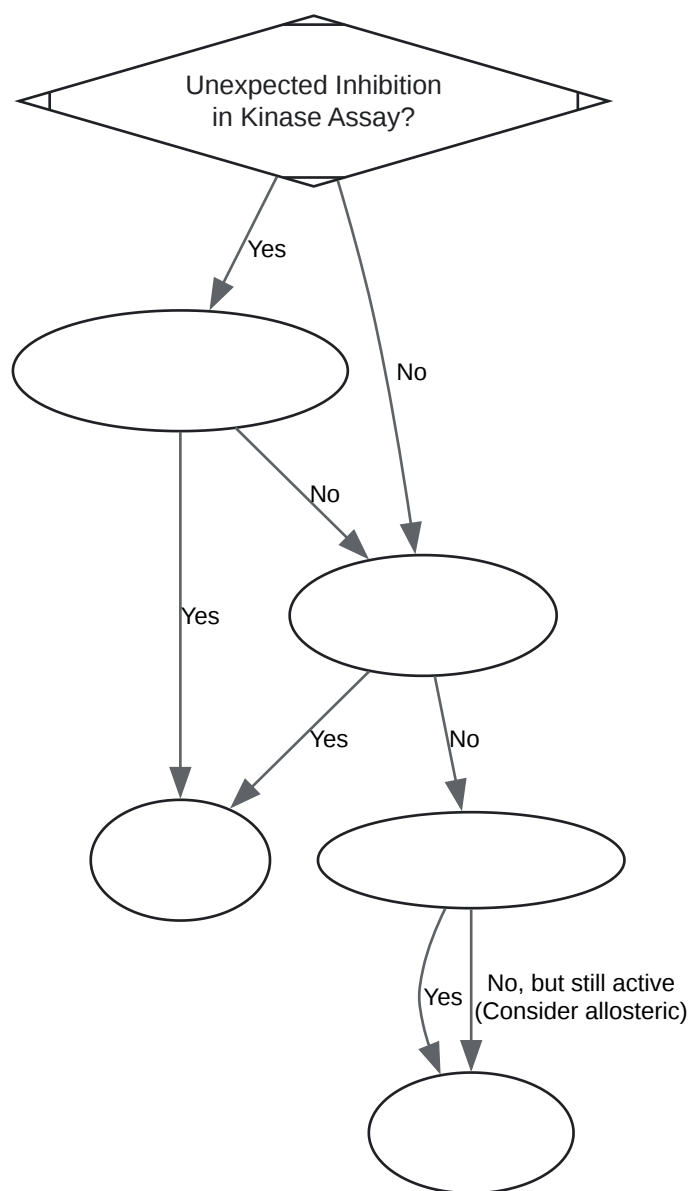 Unexpected Inhibition
in Kinase Assay?
Yes
No
No
Yes
Yes
No
Yes
No, but still active
(Consider allosteric)